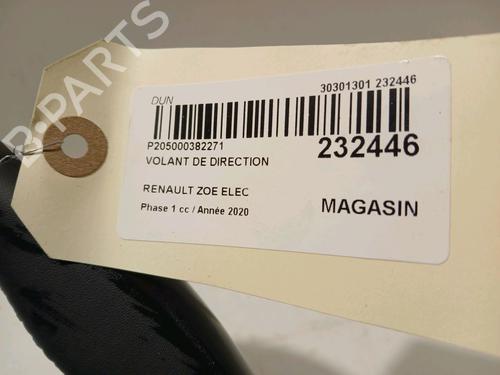 DUN
30301301 232446
P205000382271
232446
VOLANT DE DIRECTION
RENAULT ZOE ELEC
Phase 1 cc / Année 2020
MAGASIN
B-PARTS